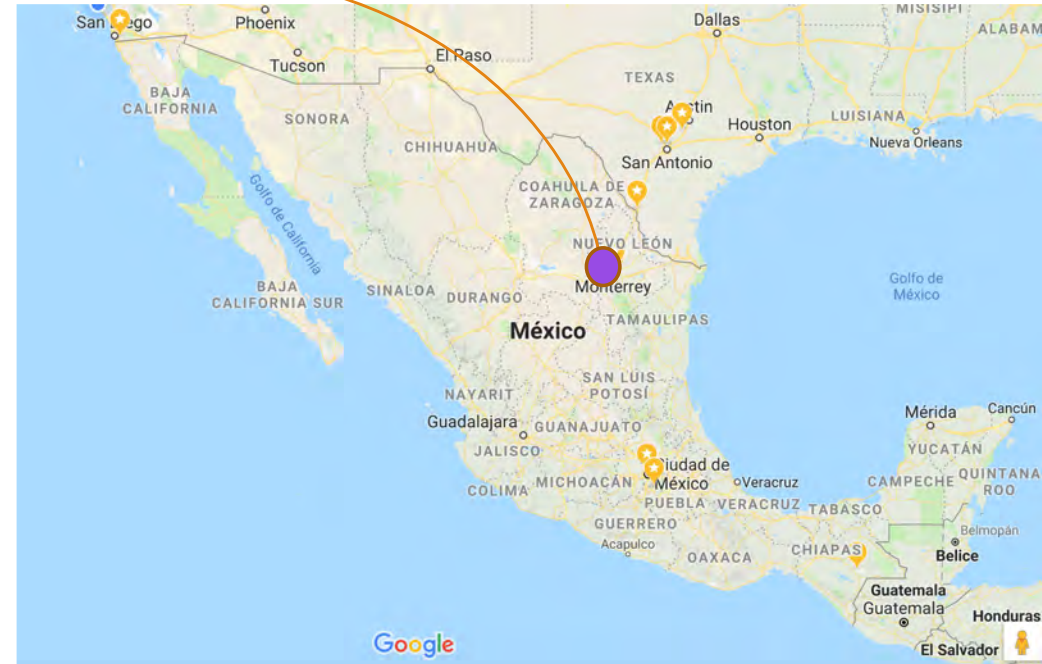 MISISIPI
San
ego
Phoenix
Dallas
ALABAM
Tucson
El Paso
TEXAS
BAJA
CALIFORNIA
SONORA
Austin
Houston
LUISIANA
Nueva Orleans
CHIHUAHUA
San Antonio
COAHUILA DE
ZARAGOZA
Golfo de California
NUEVO LEÓN
BAJA
CALIFORNIA SUR
SINALOA
DURANGO
Monterrey
Golfo de
México
México
TAMAULIPAS
SAN LUIS
POTOSÍ
NAYARIT
Guadalajara
GUANAJUATO
Mérida
Cancún
JALISCO
YUCATÁN
Ciudad de
México
COLIMA
MICHOACÁN
Veracruz
CAMPECHE
QUINTANA
ROO
PUEBLA
VERACRUZ
TABASCO
GUERRERO
Acapulco
OAXACA
CHIAPAS
Belmopán
Belice
Guatemala
Guatemala
Honduras
El Salvador
Google